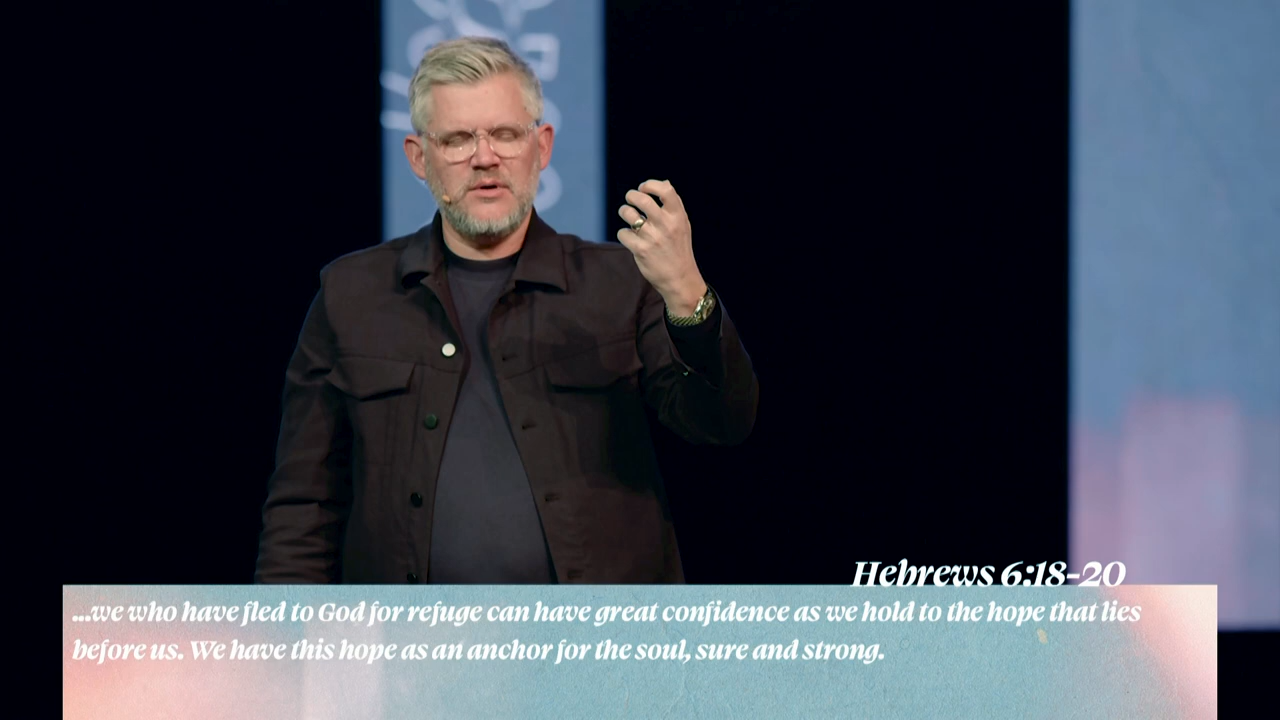 Hebrews 6:18-20
...we who have fled to God for refuge can have great confidence as we hold to the hope that lies
before us. We have this hope as an anchor for the soul, sure and strong.